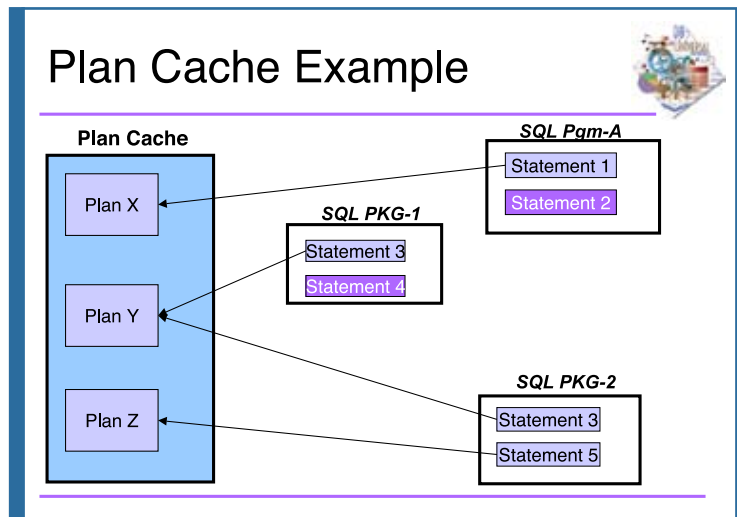 Plan Cache Example
Plan Cache
Plan X
Plan Y
Plan Z
SQL Pgm-A
Statement 1
Statement 2
SQL PKG-1
Statement 3
Statement 4
SQL PKG-2
Statement 3
Statement 5